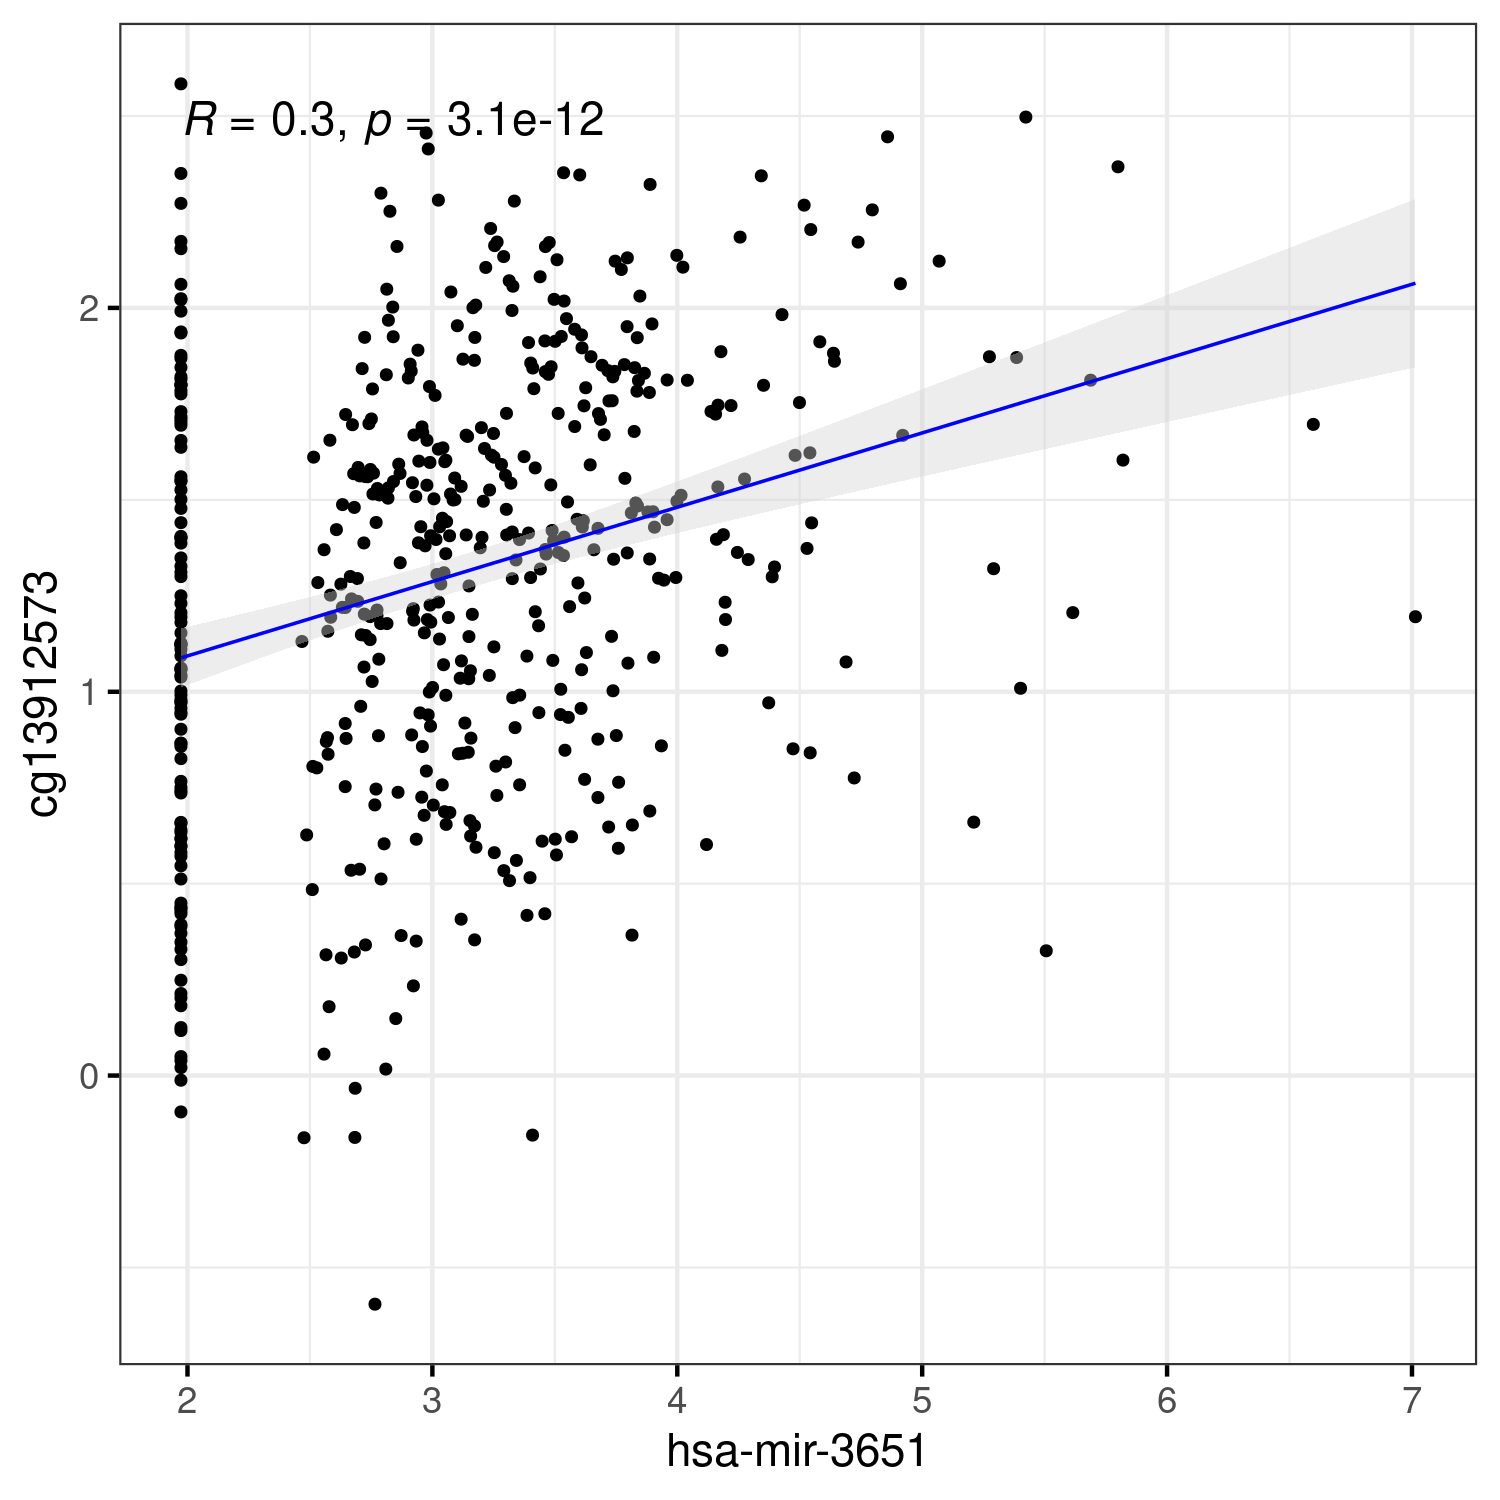 R = 0.3, p = 3.1e-12
cg13912573
2
1
0
2 3 4 5 6 7
hsa-mir-3651